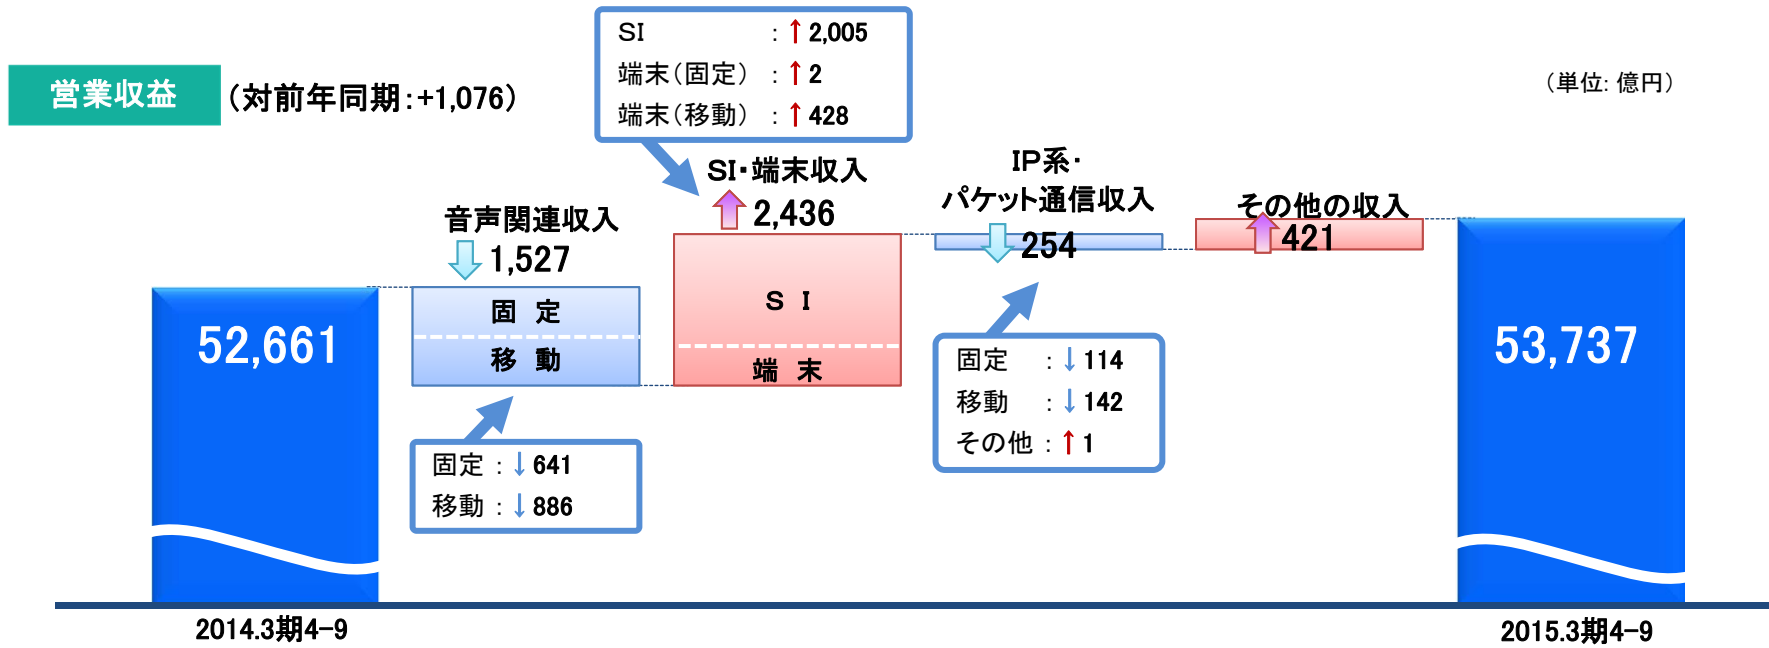 営業収益
（対前年同期：+1,076）
（単位：億円）
SI ：↑2,005
端末（固定）：↑2
端末（移動）：↑428
音声関連収入
1,527
SI・端末収入
2,436
IP系・
パケット通信収入
254
その他の収入
421
52,661
固 定
移 動
S I
端 末
53,737
固定：↓641
移動：↓886
固定 ：↓114
移動 ：↓142
その他：↑1
2014.3期4-9
2015.3期4-9